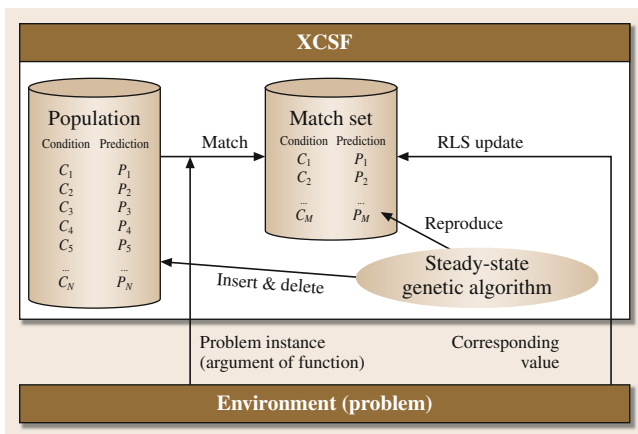 XCSF
Population
Condition Prediction
C1 P1
C2 P2
C3 P3
C4 P4
C5 P5
... ...
CN PN
Match
Match set
Condition Prediction
C1 P1
C2 P2
... ...
CM PM
RLS update
Reproduce
Steady-state
genetic algorithm
Insert & delete
Problem instance
(argument of function)
Corresponding
value
Environment (problem)